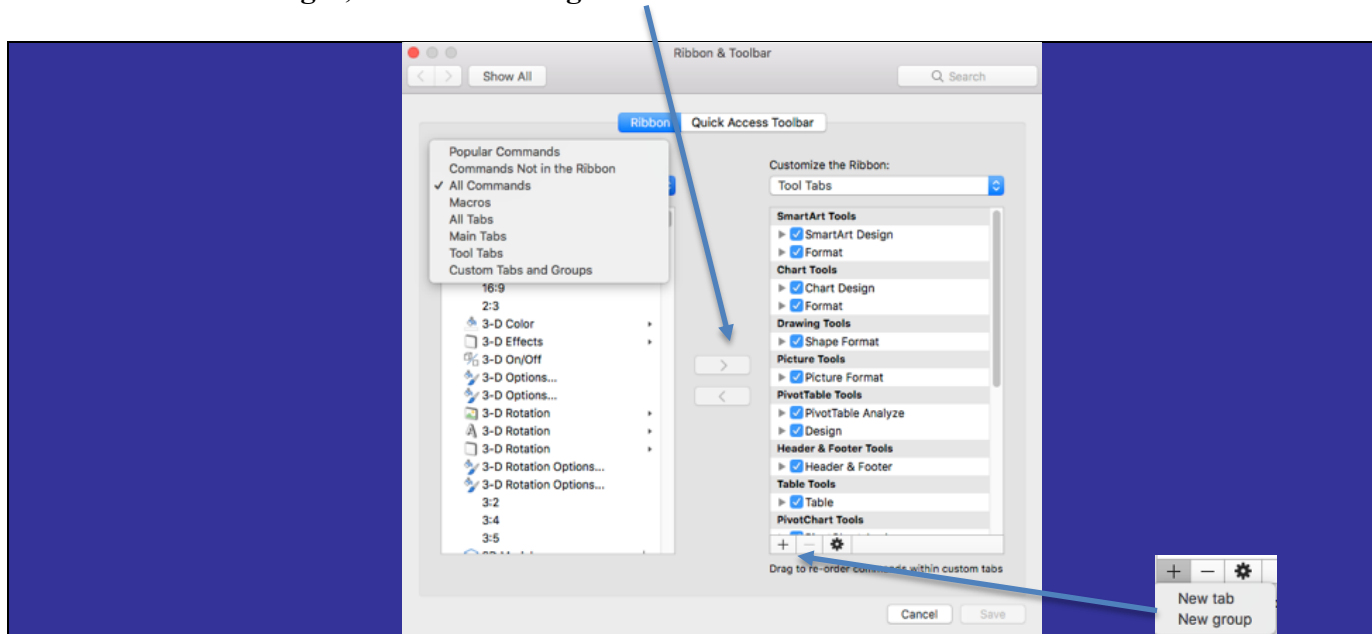 Ribbon & Toolbar
Show All
Search
Ribbon
Quick Access Toolbar
Popular Commands
Commands Not in the Ribbon
✓ All Commands
Macros
All Tabs
Main Tabs
Tool Tabs
Custom Tabs and Groups
16:9
2:3
3-D Color
3-D Effects
3-D On/Off
3-D Options...
3-D Options...
3-D Rotation
3-D Rotation
3-D Rotation
3-D Rotation Options...
3-D Rotation Options...
3:2
3:4
3:5
Customize the Ribbon:
Tool Tabs
SmartArt Tools
SmartArt Design
Format
Chart Tools
Chart Design
Format
Drawing Tools
Shape Format
Picture Tools
Picture Format
PivotTable Tools
PivotTable Analyze
Design
Header & Footer Tools
Header & Footer
Table Tools
Table
PivotChart Tools
Drag to re-order commands within custom tabs
Cancel
Save
New tab
New group